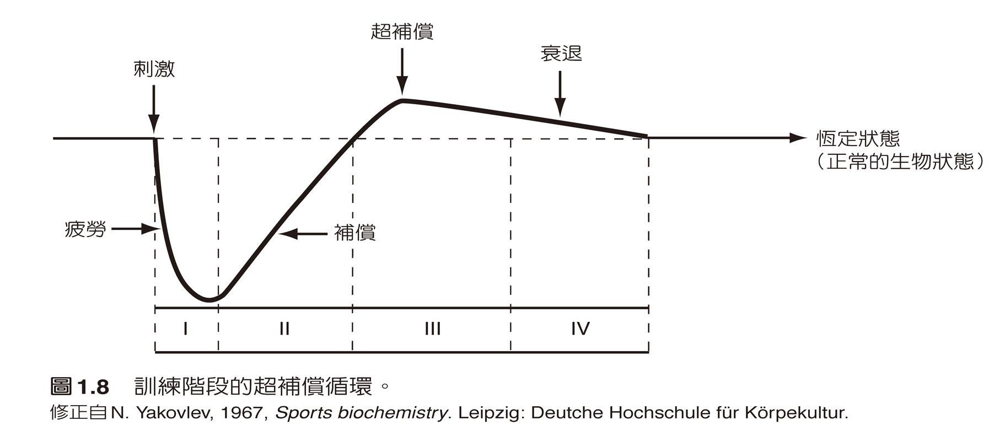 超補償
衰退
刺激
恆定狀態
（正常的生物狀態）
疲勞
補償
I II III IV
圖1.8 訓練階段的超補償循環。
修正自N. Yakovlev, 1967, Sports biochemistry. Leipzig: Deutche Hochschule für Körpekultur.